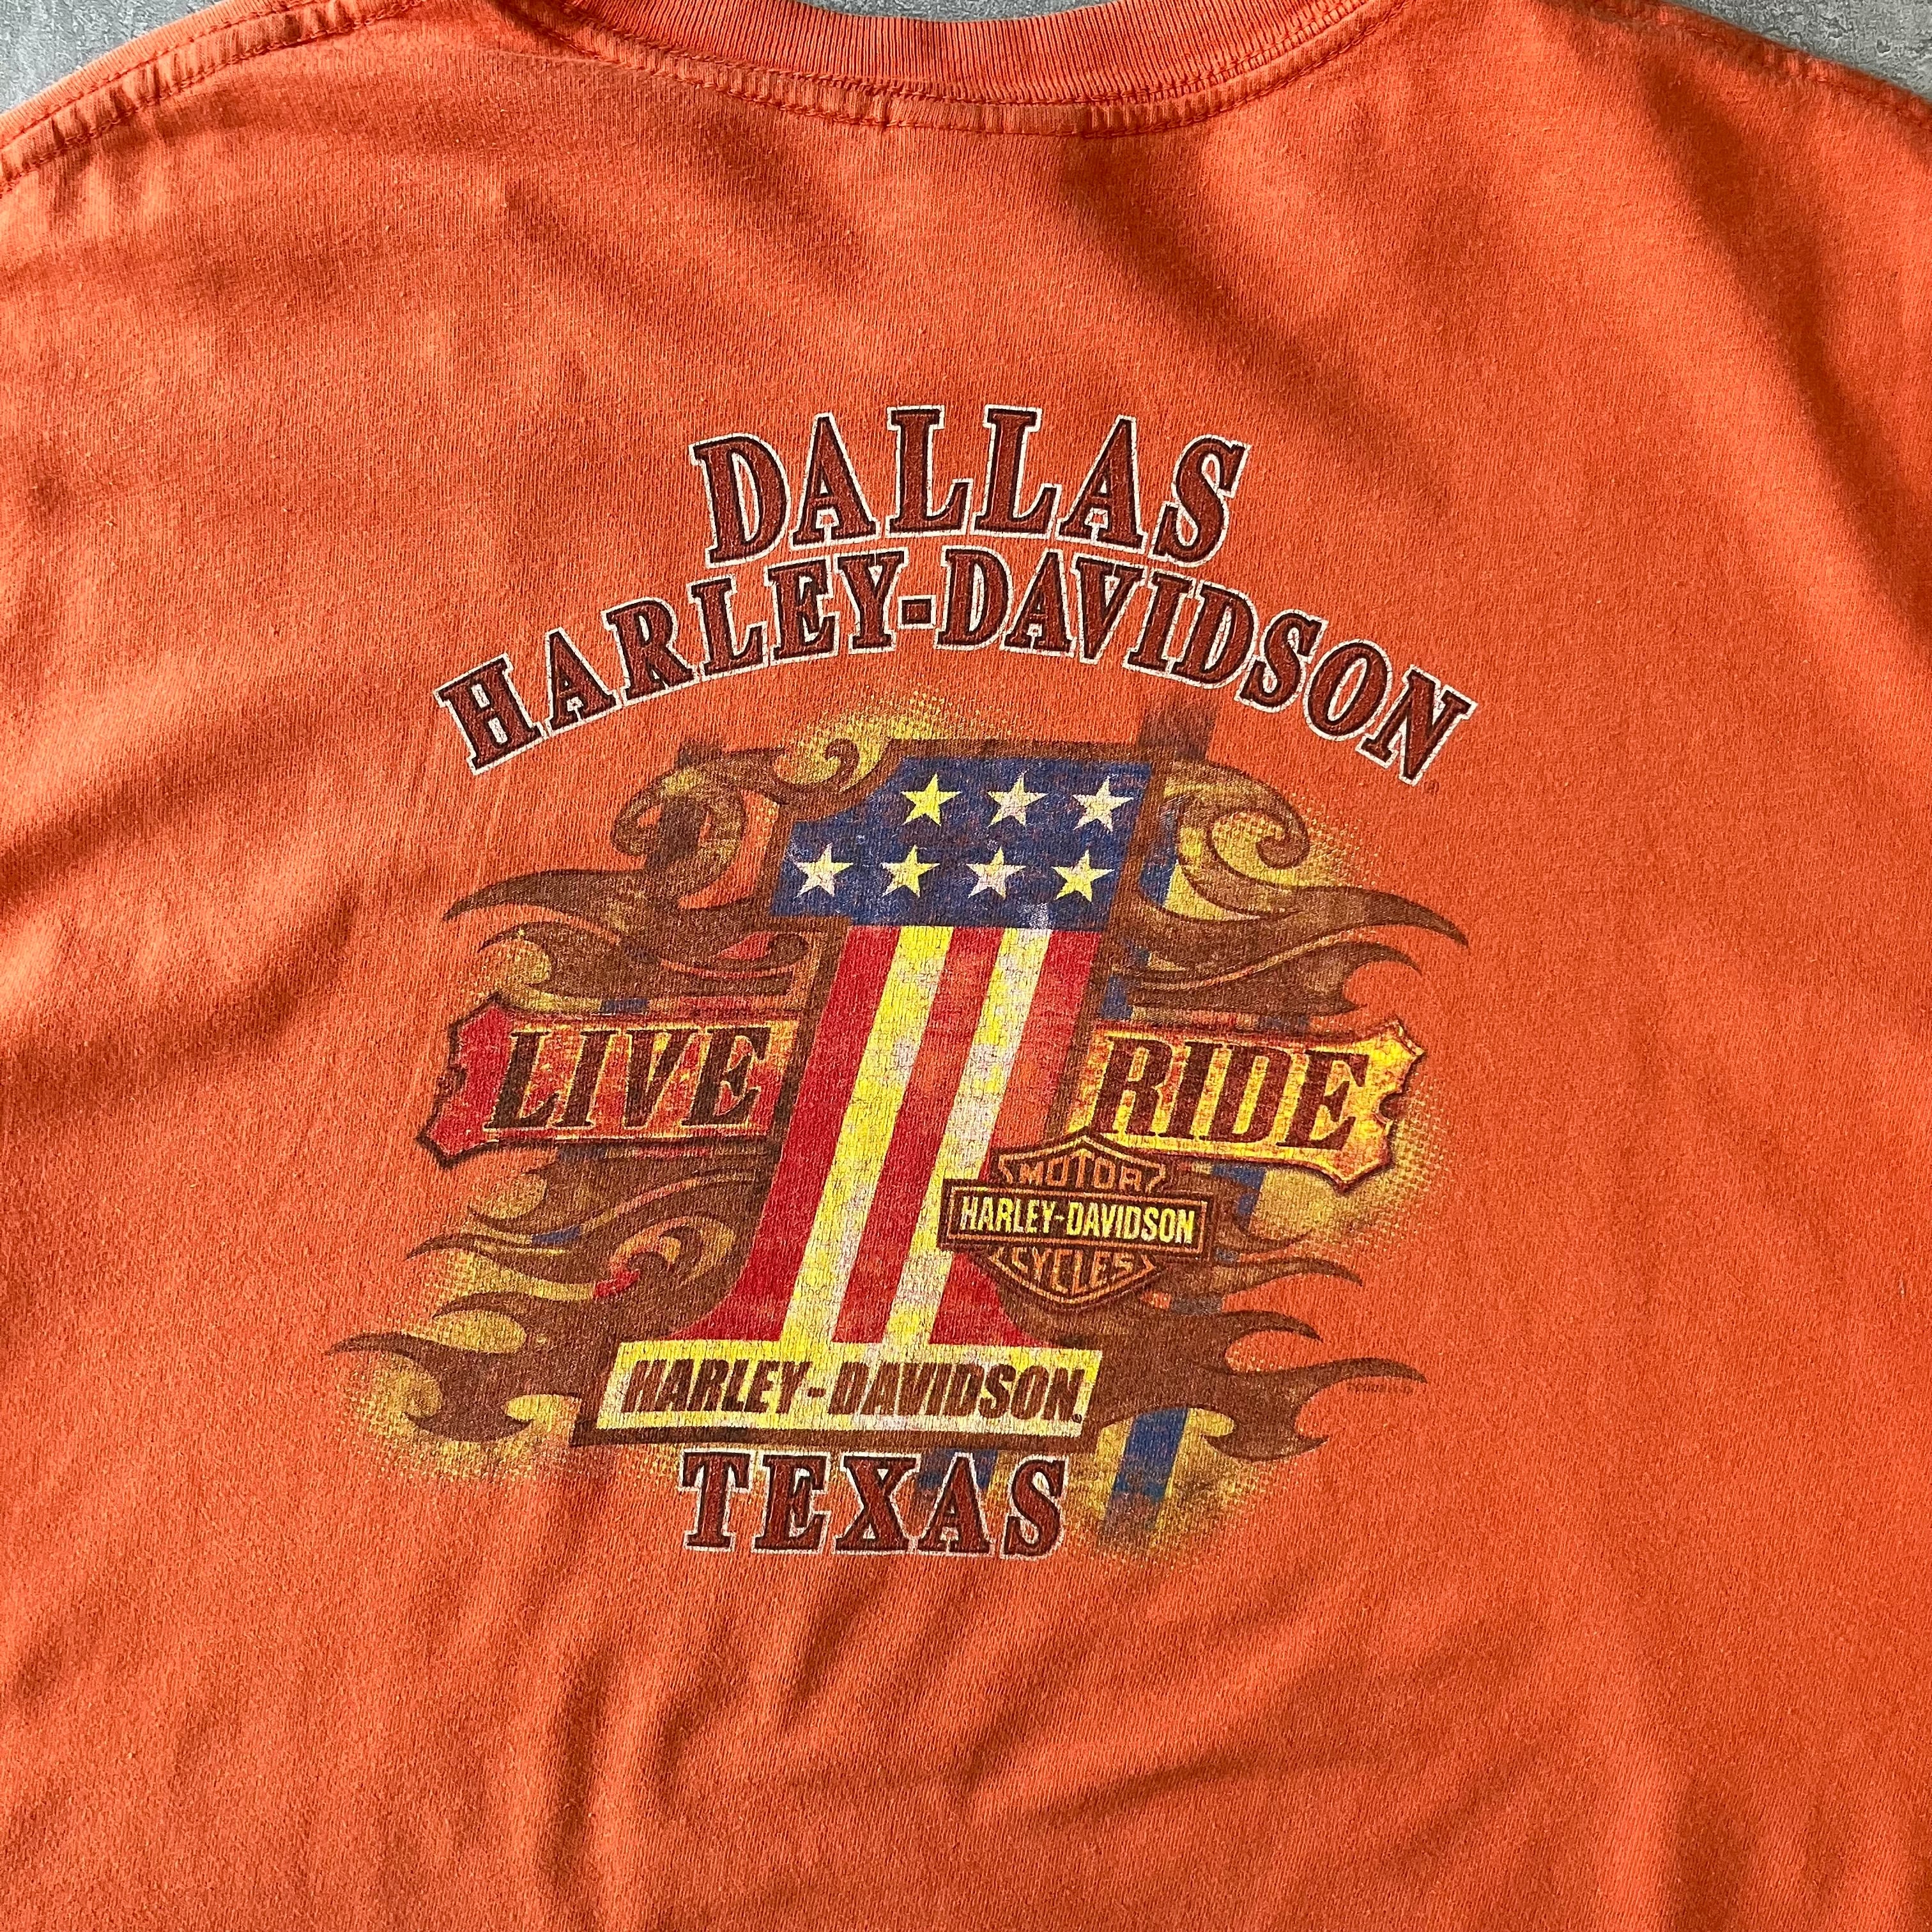 DALLAS
HARLEY-DAVIDSON
LIVE RIDE
MOTOR
HARLEY-DAVIDSON
CYCLES
HARLEY-DAVIDSON.
TEXAS